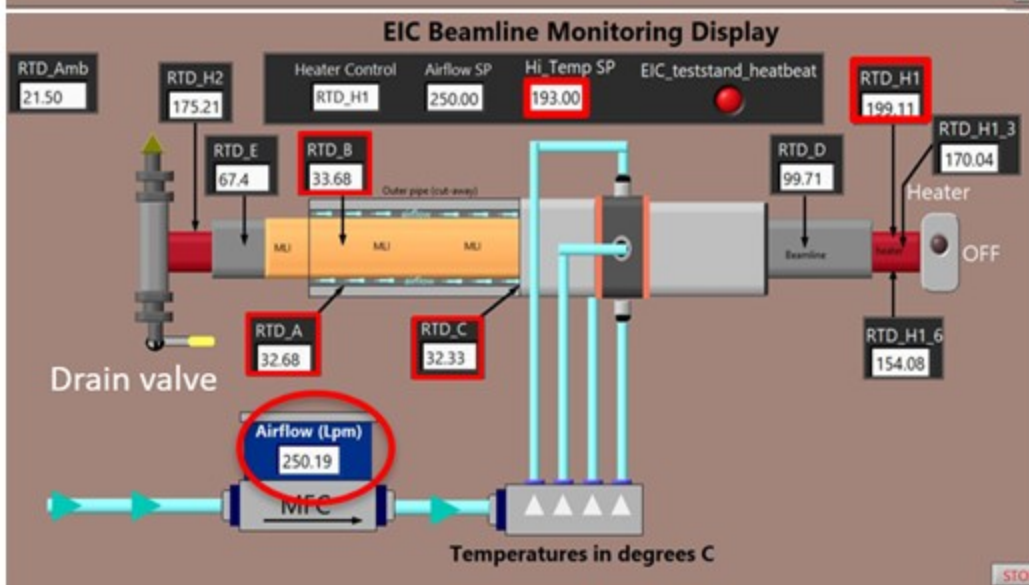 EIC Beamline Monitoring Display
RTD_Amb
21.50
RTD_H2
175.21
Heater Control
RTD_H1
Airflow SP
250.00
Hi_Temp SP
193.00
EIC_teststand_heatbeat
RTD_H1
199.11
RTD_H1_3
170.04
RTD_E
67.4
RTD_B
33.68
RTD_D
99.71
Outer pipe (cut-away)
airflow
Heater
MLI
MLI
MLI
Beamline
heater
OFF
airflow
RTD_A
32.68
RTD_C
32.33
RTD_H1_6
154.08
Drain valve
Airflow (Lpm)
250.19
MFC
Temperatures in degrees C
STO